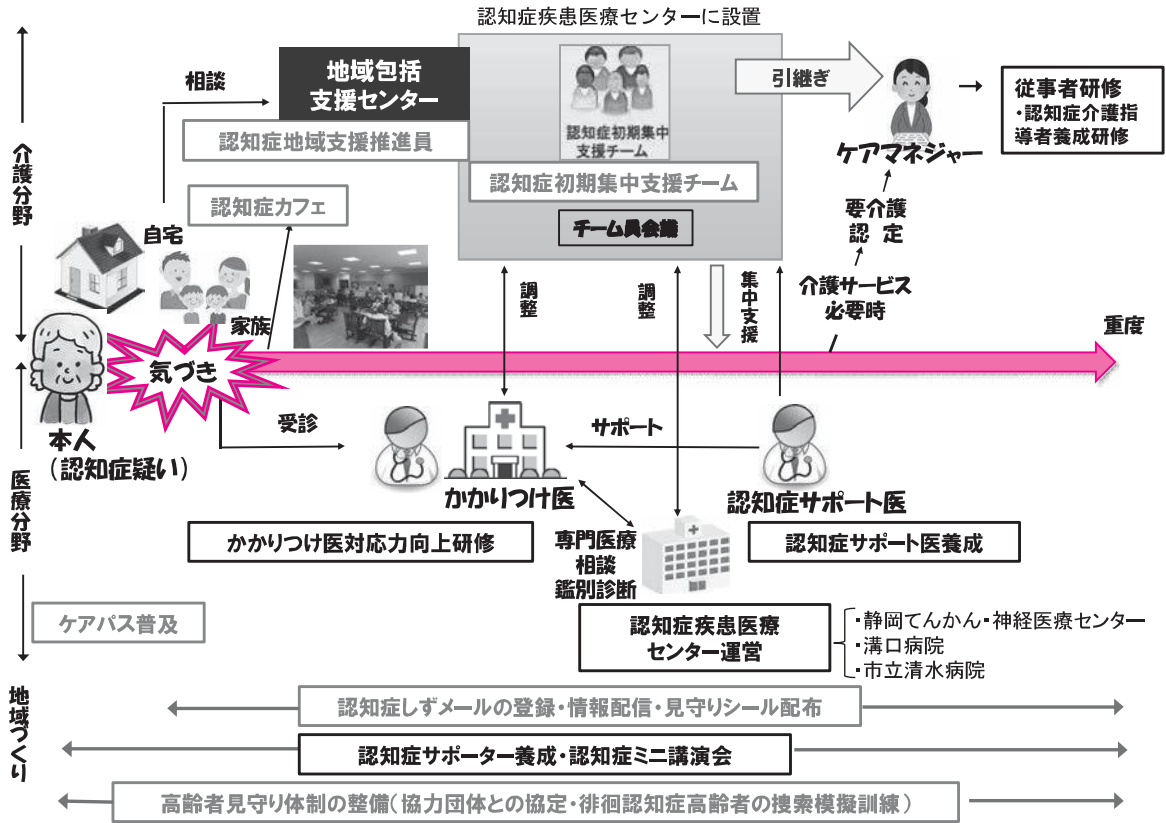 認知症疾患医療センターに設置
相談
地域包括
支援センター
認知症地域支援推進員
認知症初期集中
支援チーム
認知症初期集中支援チーム
チーム員会議
引継ぎ
ケアマネジャー
従事者研修
・認知症介護指
導者養成研修
介護分野
認知症カフェ
自宅
家族
要介護
認定
介護サービス
必要時
調整
調整
集中支援
重度
気づき
本人
（認知症疑い）
受診
サポート
かかりつけ医
認知症サポート医
医療分野
かかりつけ医対応力向上研修
専門医療
相談
鑑別診断
認知症サポート医養成
ケアパス普及
認知症疾患医療
センター運営
・静岡てんかん・神経医療センター
・溝口病院
・市立清水病院
地域づくり
認知症しずメールの登録・情報配信・見守りシール配布
認知症サポーター養成・認知症ミニ講演会
高齢者見守り体制の整備（協力団体との協定・徘徊認知症高齢者の捜索模擬訓練）